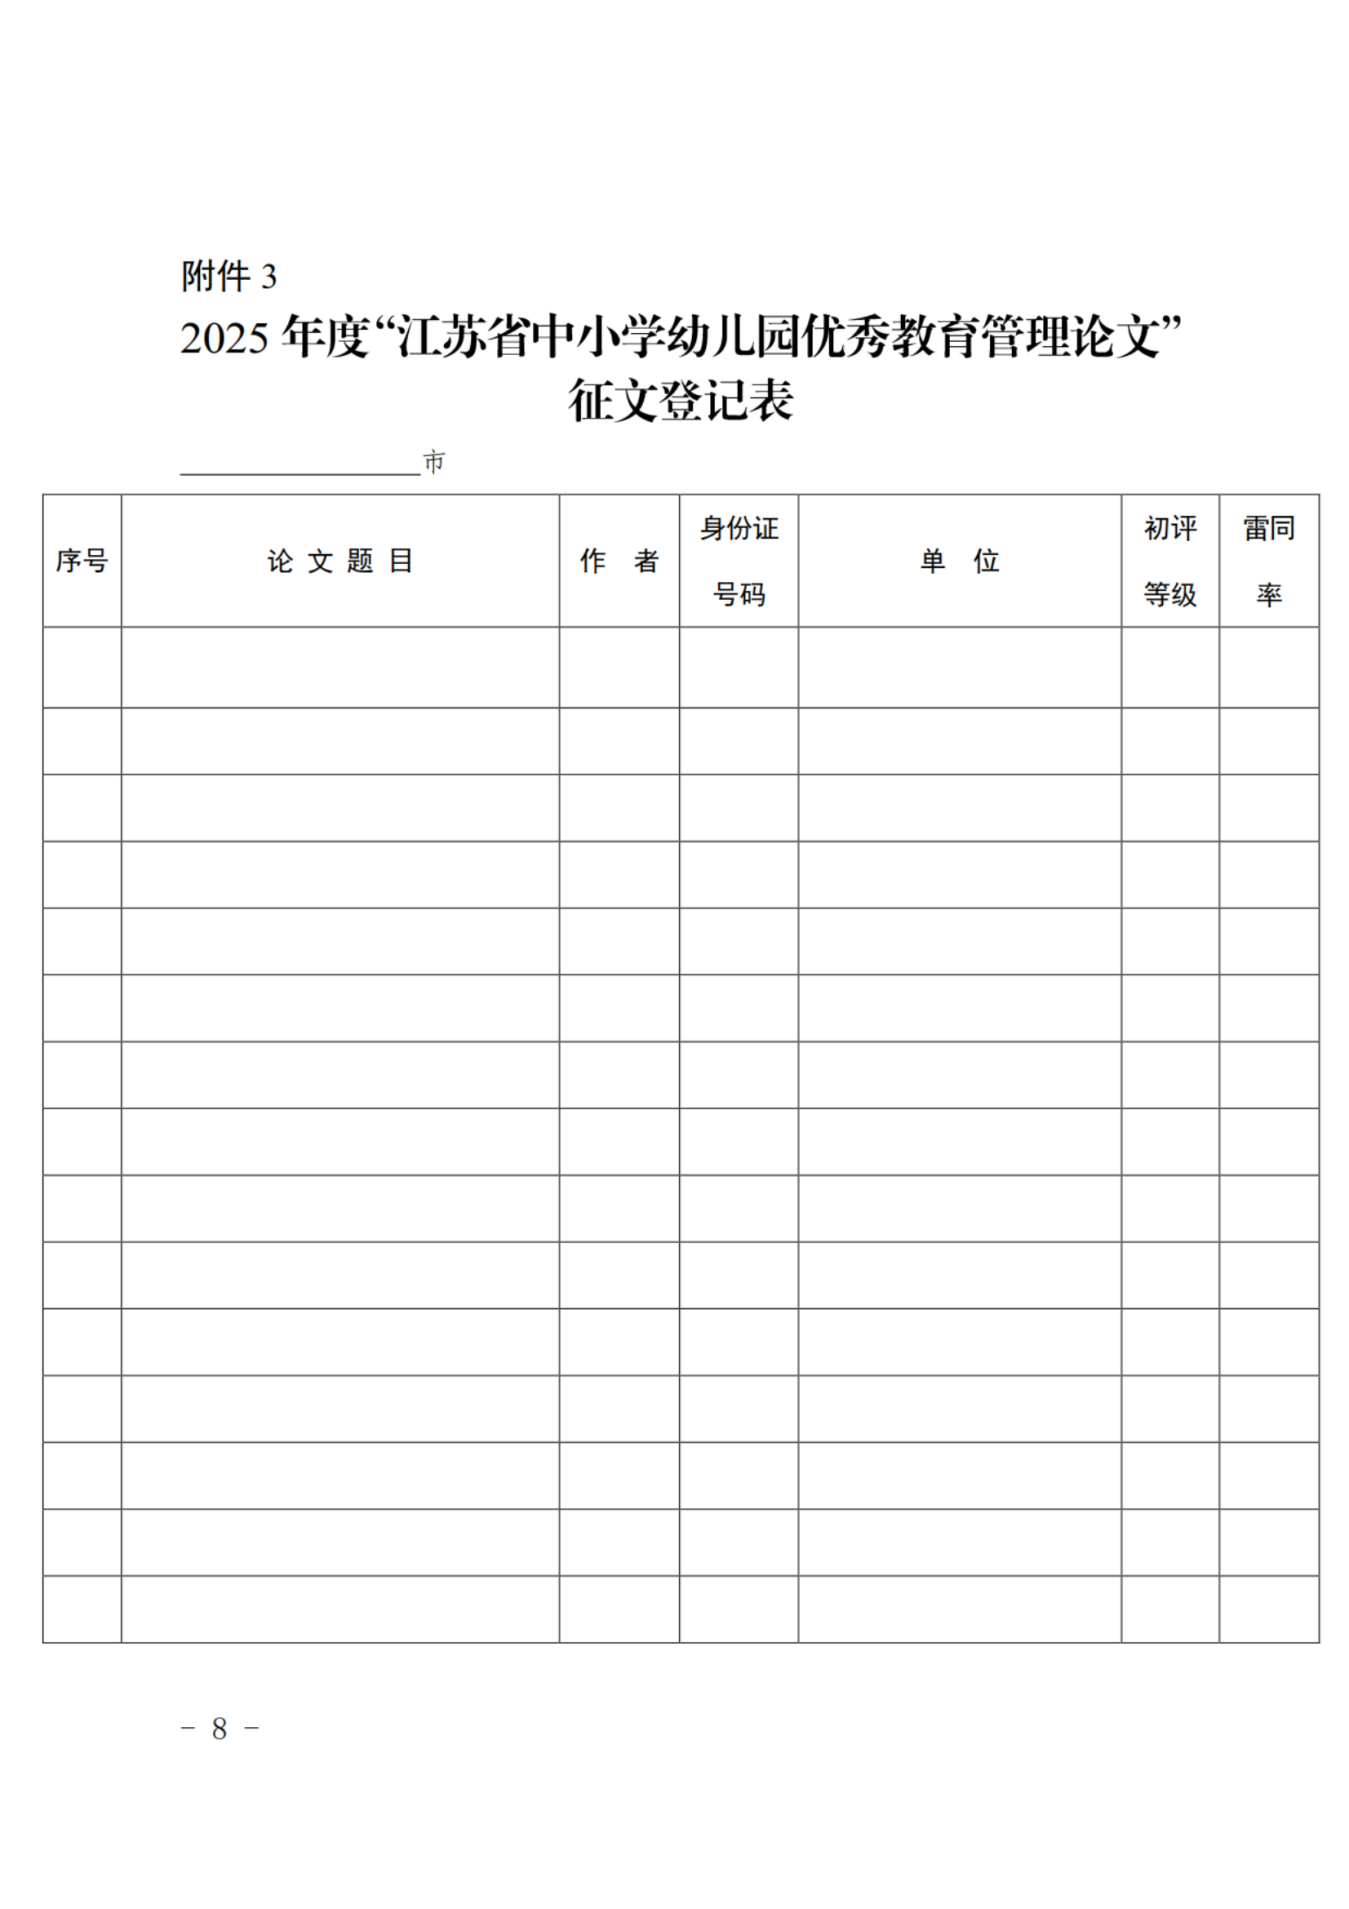 附件 3
2025 年度“江苏省中小学幼儿园优秀教育管理论文”
征文登记表
市
序号 论文题目 作 者 身份证号码 单 位 初评等级 雷同率
- 8 -